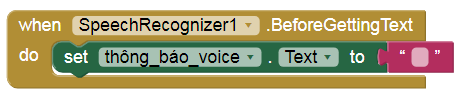 when SpeechRecognizer1 .BeforeGettingText
do set thông_báo_voice . Text to “ ”